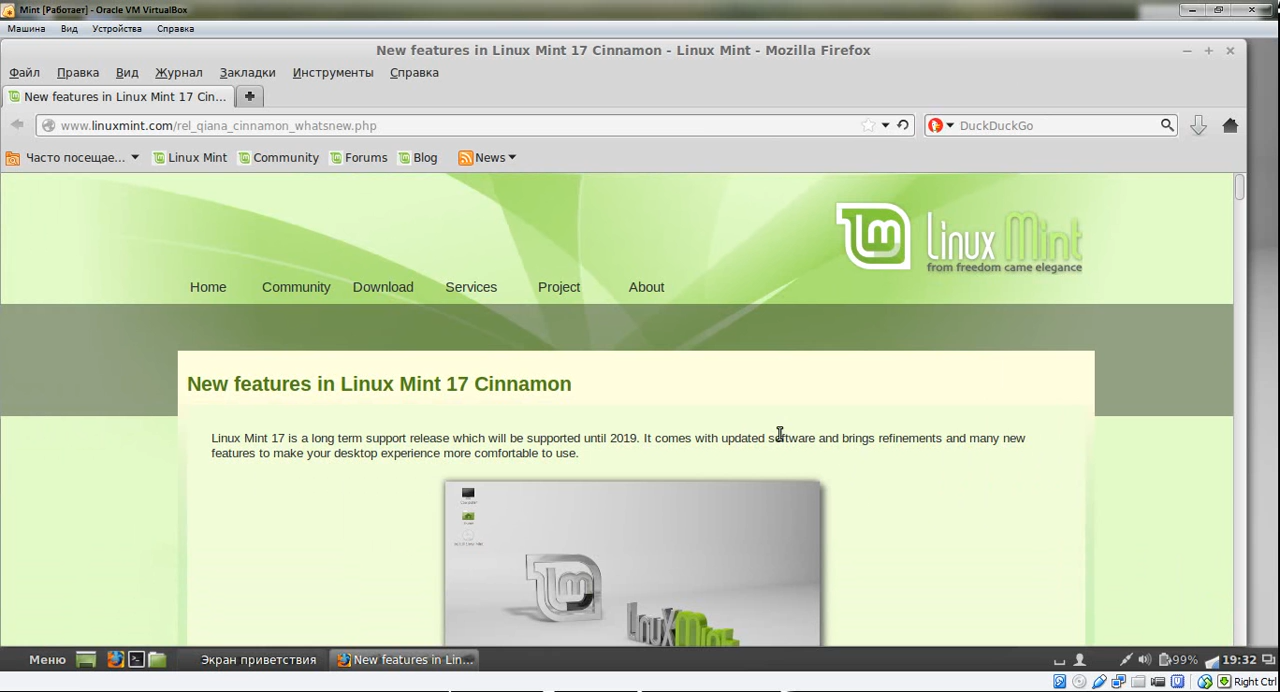 Mint [Работает] - Oracle VM VirtualBox
Машина Вид Устройства Справка
New features in Linux Mint 17 Cinnamon - Linux Mint - Mozilla Firefox
Файл Правка Вид Журнал Закладки Инструменты Справка
New features in Linux Mint 17 Cin...
www.linuxmint.com/rel_qiana_cinnamon_whatsnew.php DuckDuckGo
Часто посещае... Linux Mint Community Forums Blog News
Linux Mint
from freedom came elegance
Home Community Download Services Project About
New features in Linux Mint 17 Cinnamon
Linux Mint 17 is a long term support release which will be supported until 2019. It comes with updated software and brings refinements and many new
features to make your desktop experience more comfortable to use.
Linux Mint
Меню Экран приветствия New features in Lin... 99% 19:32
Right Ctrl